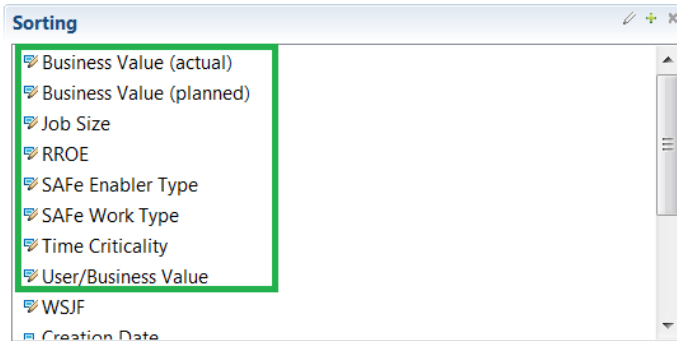 Sorting
Business Value (actual)
Business Value (planned)
Job Size
RROE
SAFe Enabler Type
SAFe Work Type
Time Criticality
User/Business Value
WSJF
Creation Date